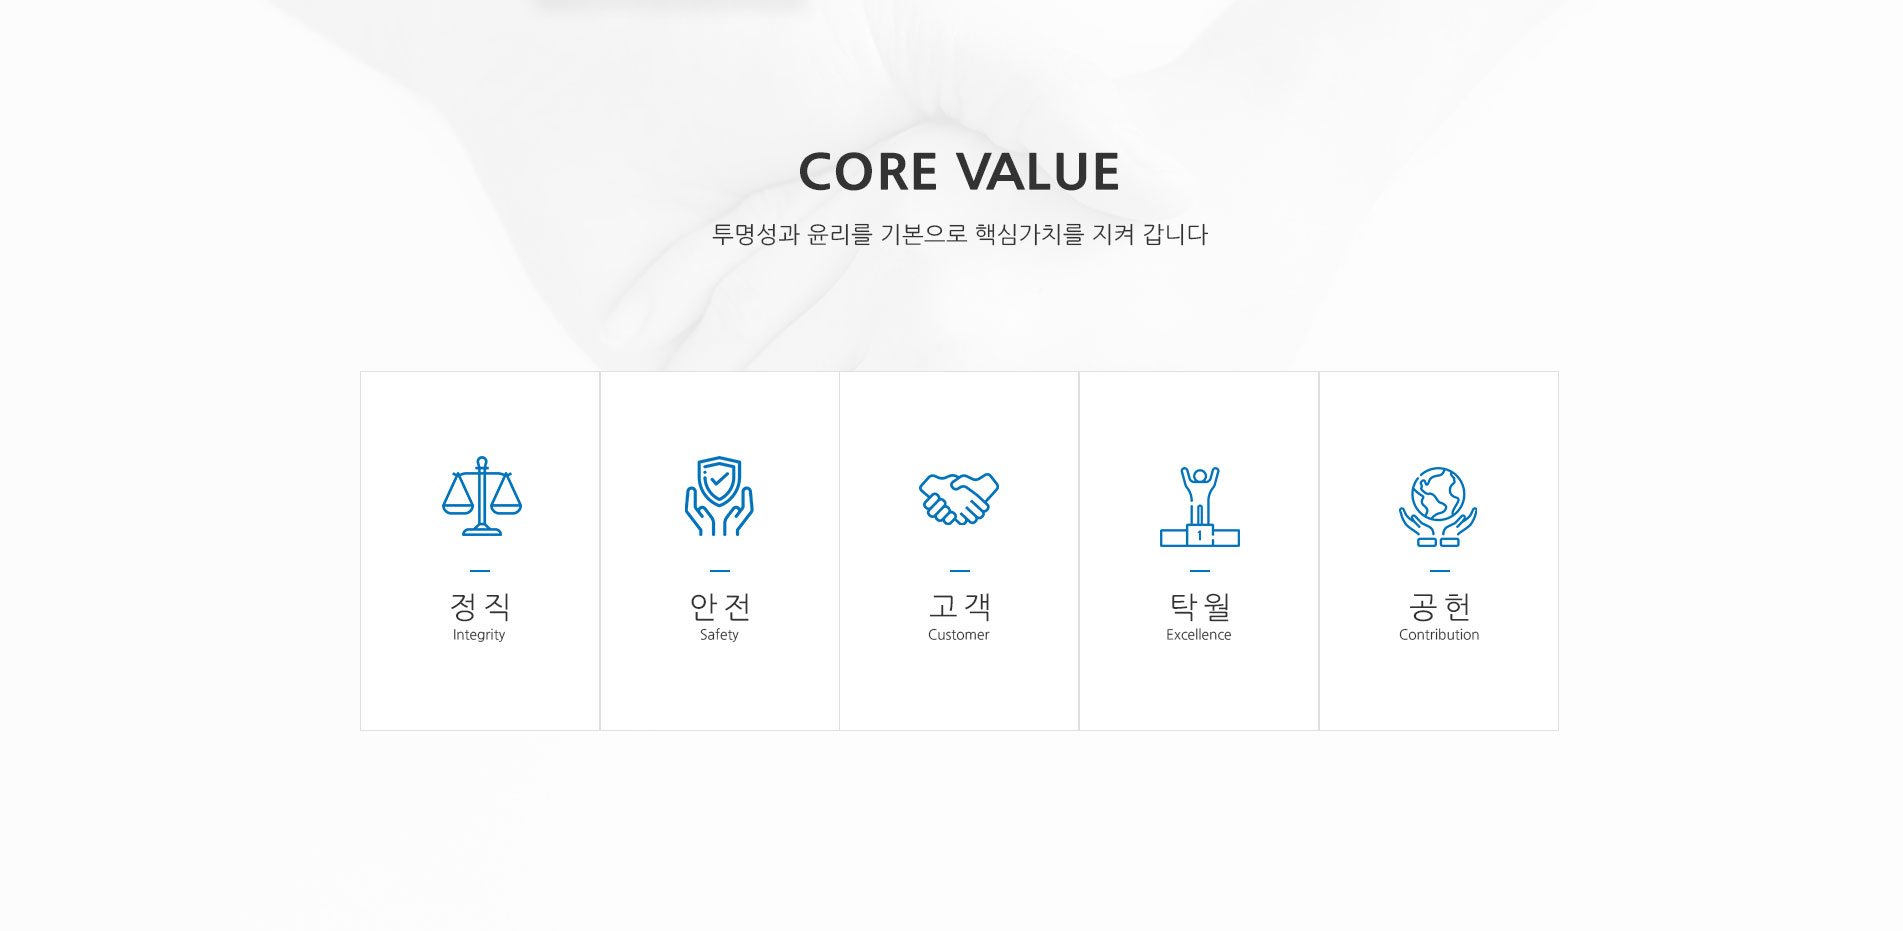 CORE VALUE
투명성과 윤리를 기본으로 핵심가치를 지켜 갑니다
1
정직
Integrity
안전
Safety
고객
Customer
탁월
Excellence
공헌
Contribution